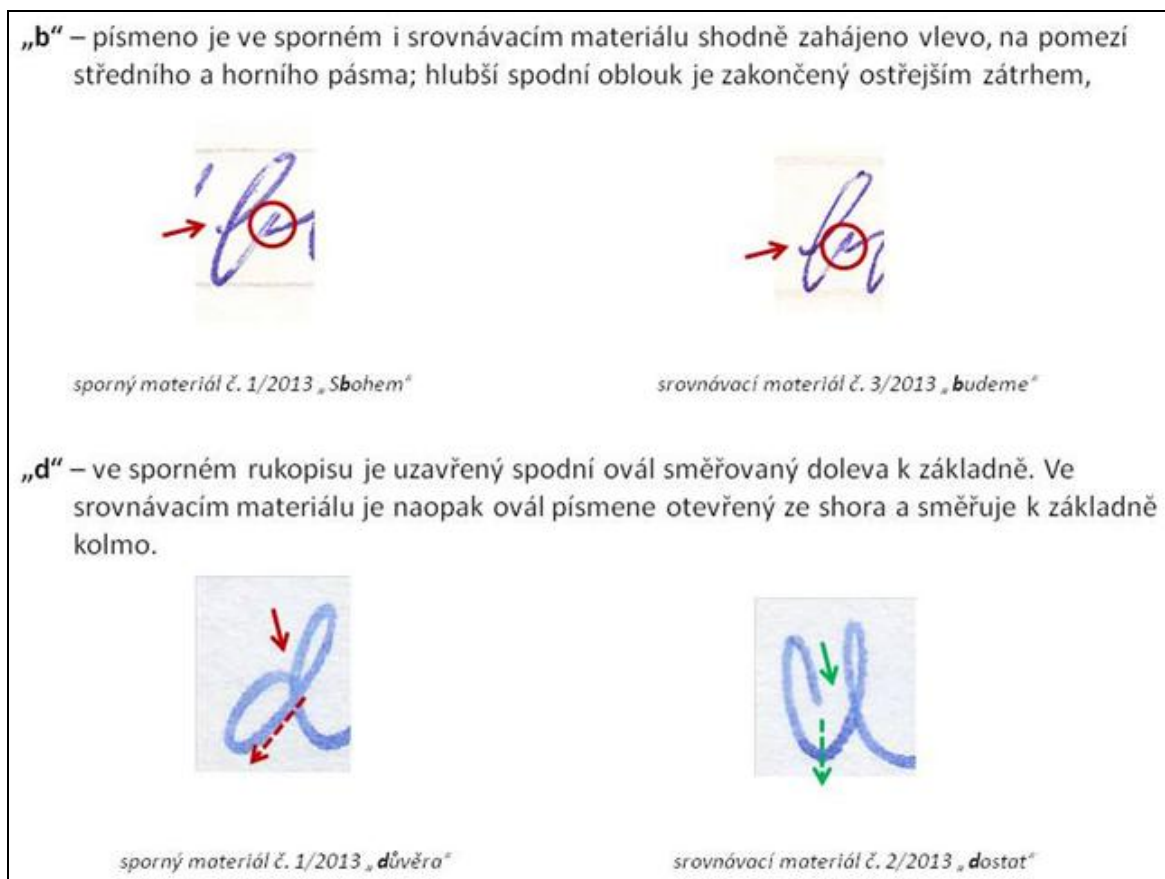 „b“ – písmeno je ve sporném i srovnávacím materiálu shodně zahájeno vlevo, na pomezí
středního a horního pásma; hlubší spodní oblouk je zakončený ostřejším zátrhem,
sporný materiál č. 1/2013 „Sbohem“
srovnávací materiál č. 3/2013 „budeme“
„d“ – ve sporném rukopisu je uzavřený spodní ovál směřovaný doleva k základně. Ve
srovnávacím materiálu je naopak ovál písmene otevřený ze shora a směřuje k základně
kolmo.
d
sporný materiál č. 1/2013 „důvěra“
srovnávací materiál č. 2/2013 „dostat“